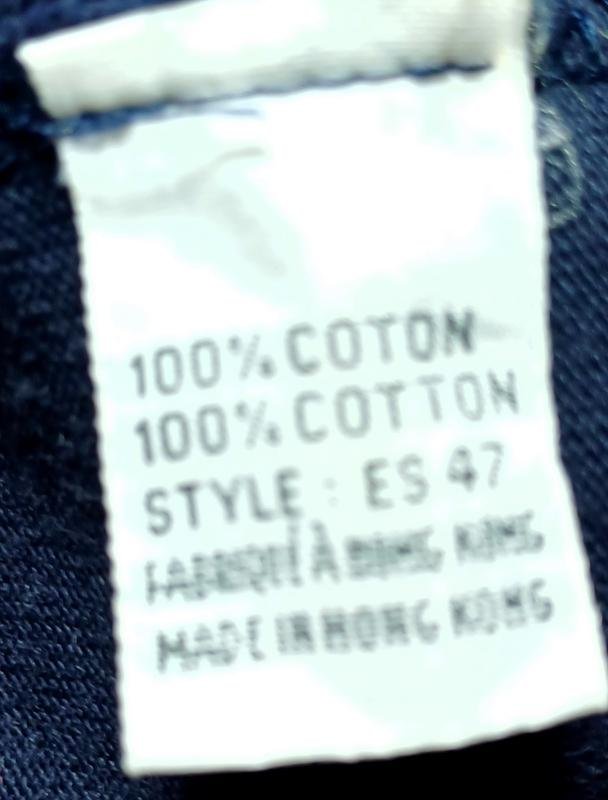 100% COTON
100% COTTON
STYLE : ES 47
FABRIQUÉ À HONG KONG
MADE IN HONG KONG